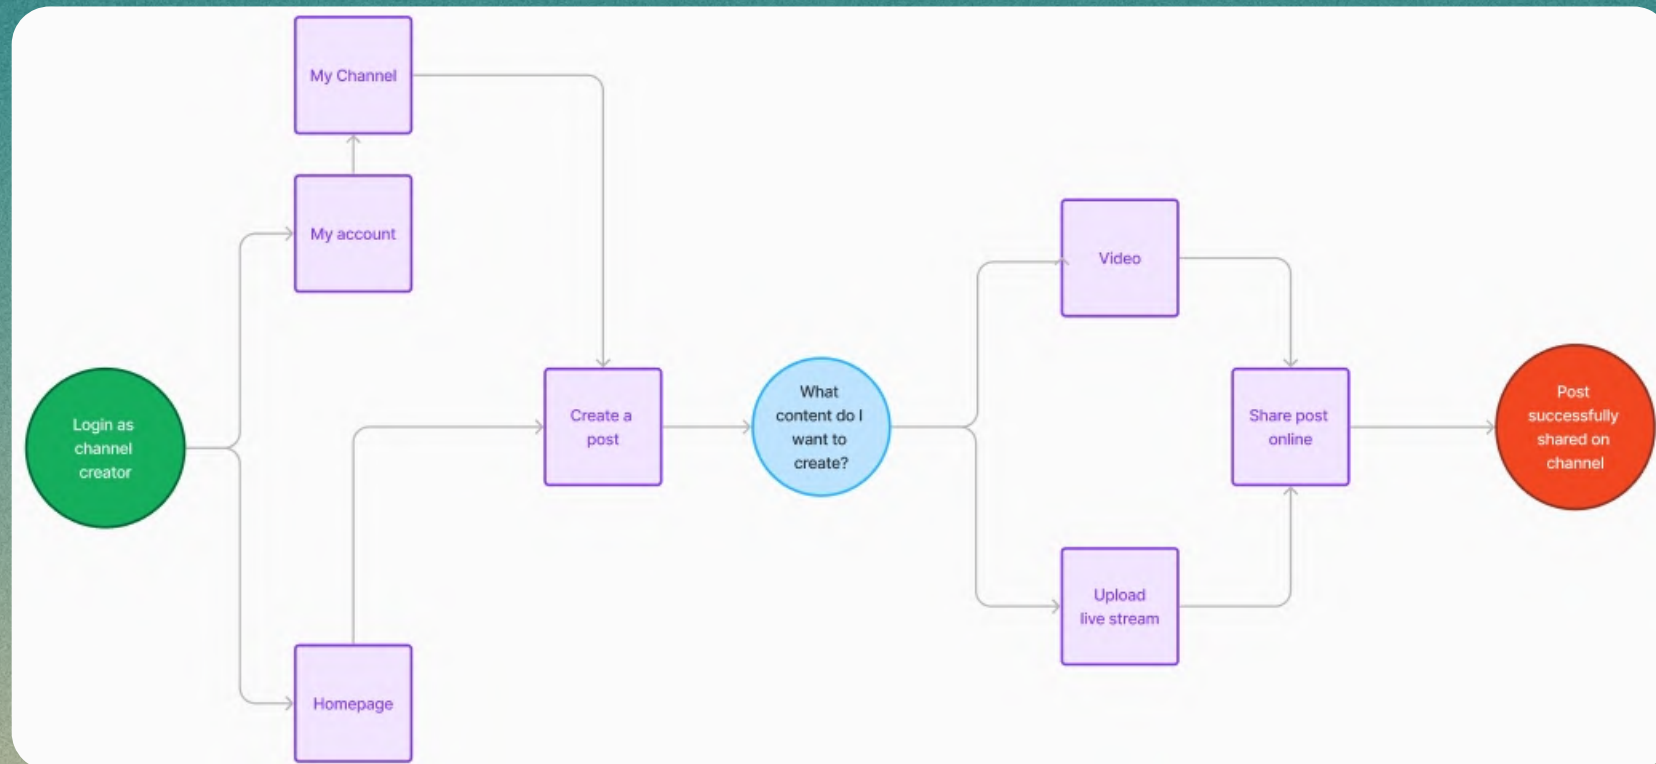 My Channel
My account
Login as
channel
creator
Homepage
Create a
post
What
content do I
want to
create?
Video
Upload
live stream
Share post
online
Post
successfully
shared on
channel